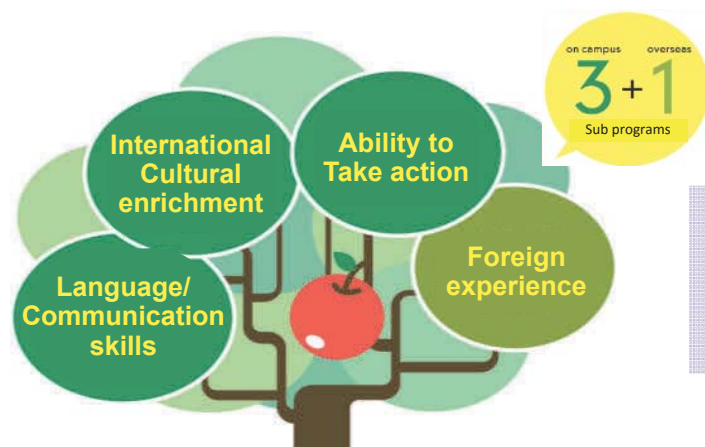 on campus overseas
3 + 1
Sub programs
International
Cultural
enrichment
Ability to
Take action
Language/
Communication
skills
Foreign
experience